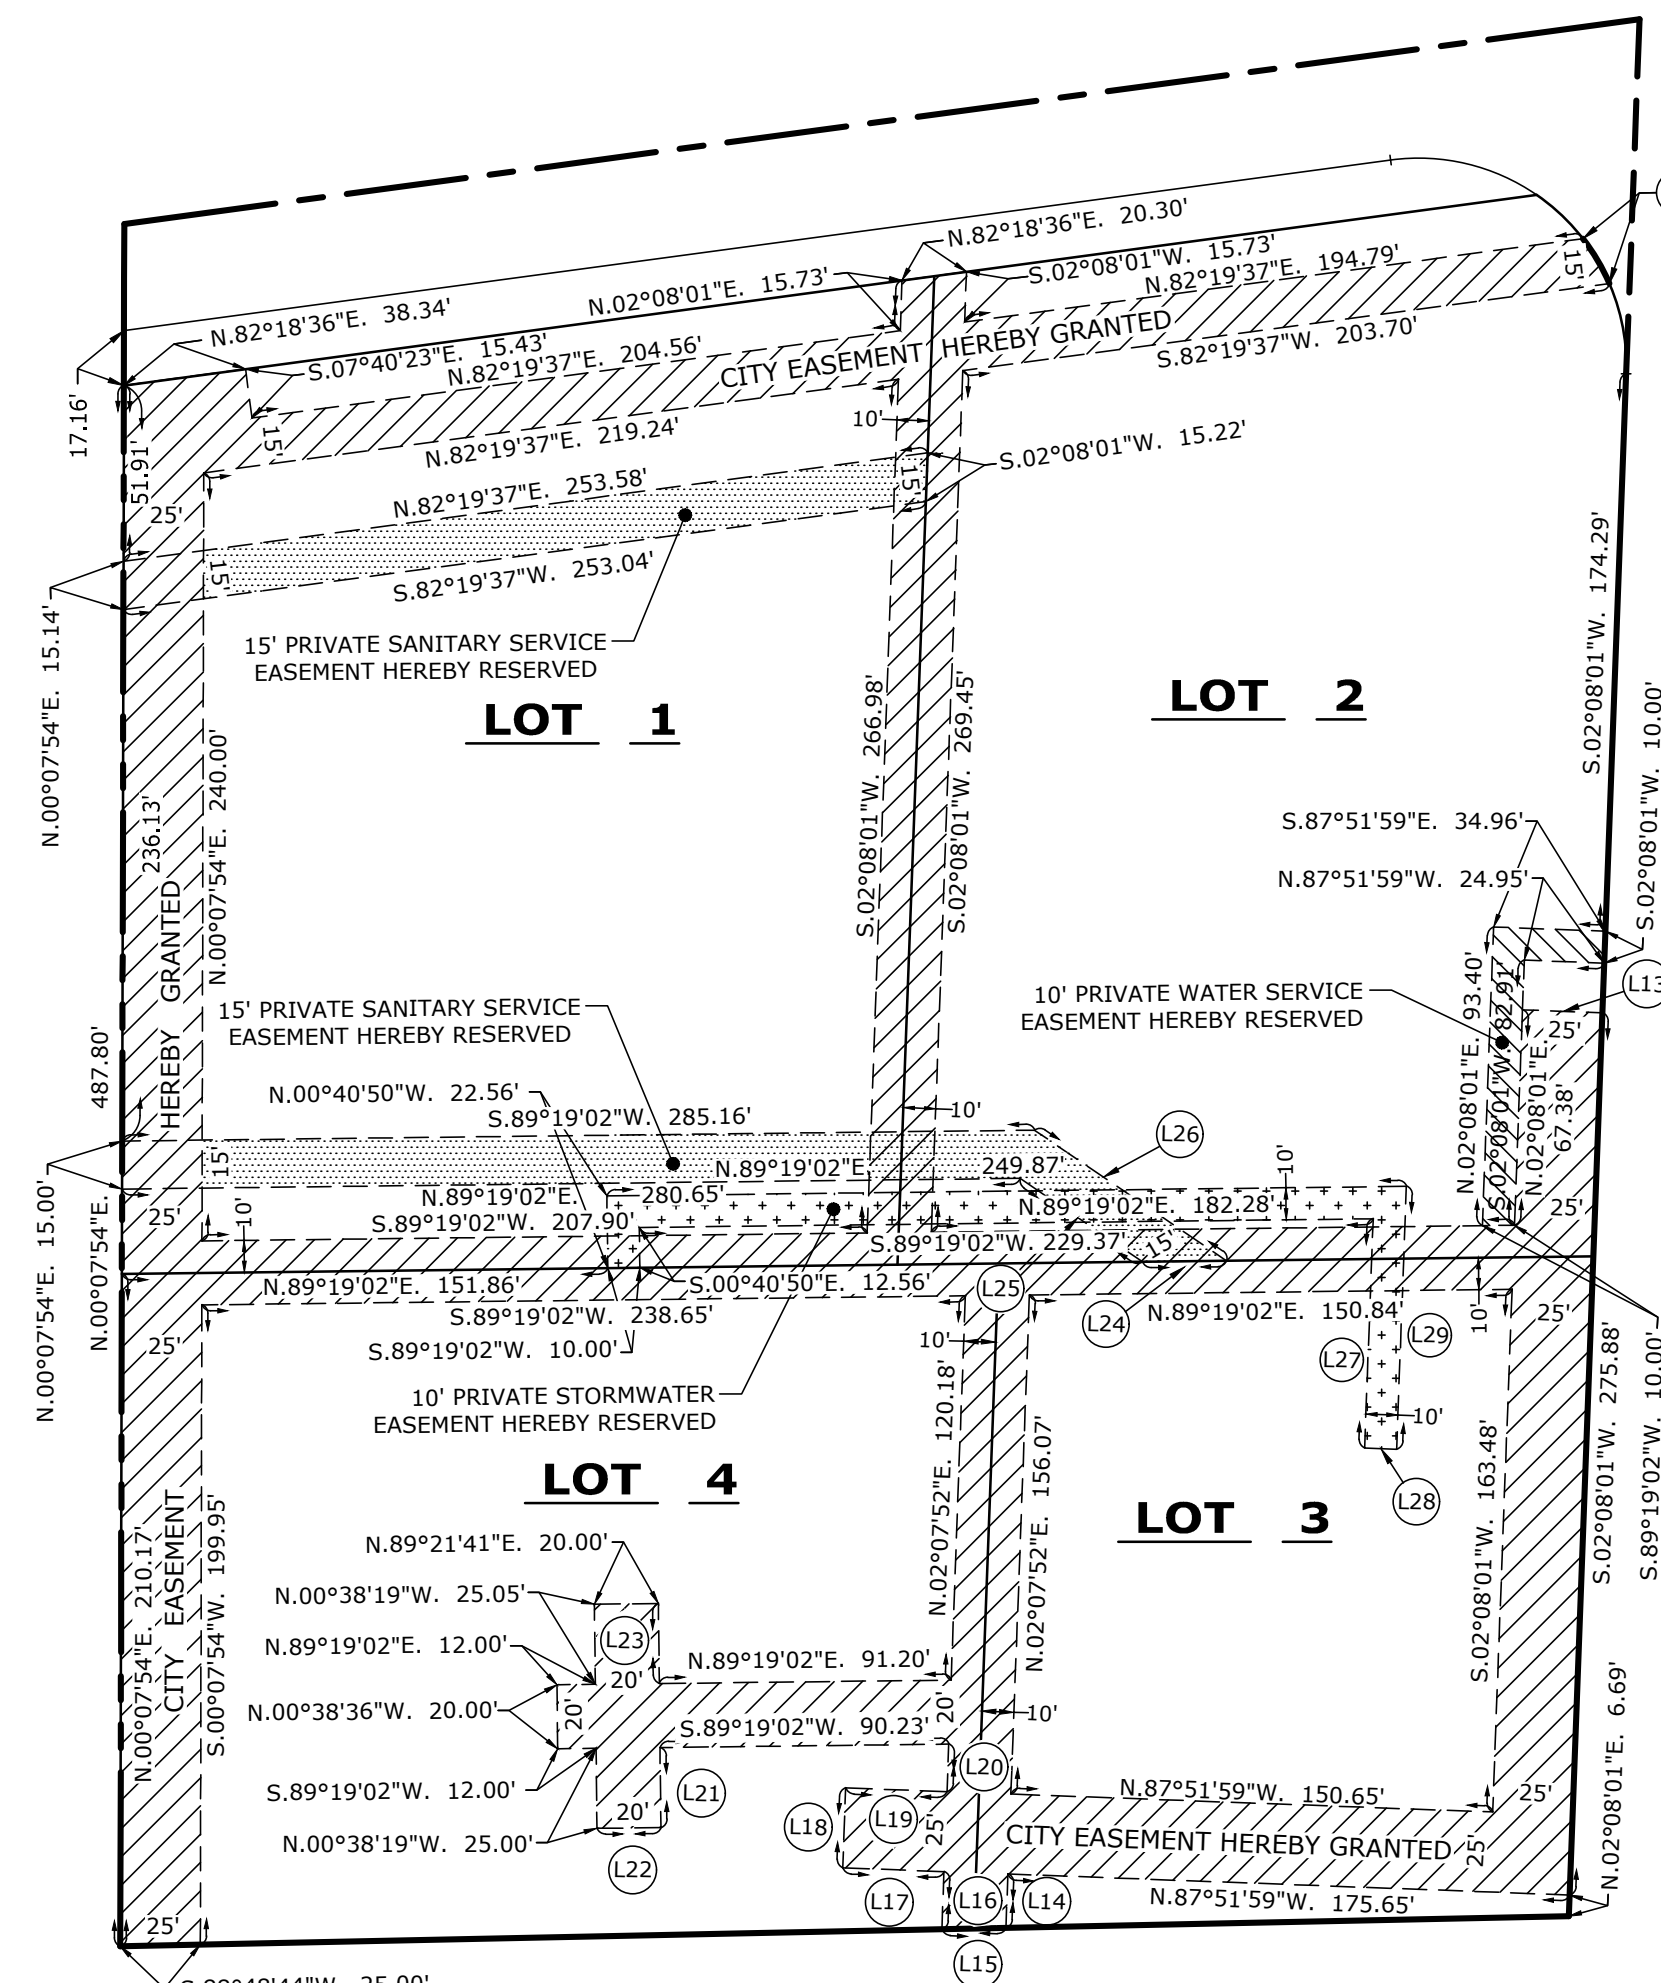 N.82°18'36"E. 20.30'
S.02°08'01"W. 15.73'
N.82°19'37"E. 194.79'
15'
N.02°08'01"E. 15.73'
N.82°18'36"E. 38.34'
S.07°40'23"E. 15.43'
N.82°19'37"E. 204.56'
CITY EASEMENT HEREBY GRANTED
S.82°19'37"W. 203.70'
17.16'
51.91'
15'
10'
N.82°19'37"E. 219.24'
S.02°08'01"W. 15.22'
N.82°19'37"E. 253.58'
15'
25'
15'
S.82°19'37"W. 253.04'
15' PRIVATE SANITARY SERVICE
EASEMENT HEREBY RESERVED
N.00°07'54"E. 15.14'
S.02°08'01"W. 174.29'
LOT 1
LOT 2
S.02°08'01"W. 266.98'
S.02°08'01"W. 269.45'
S.02°08'01"W. 10.00'
236.13'
N.00°07'54"E. 240.00'
HEREBY GRANTED
S.87°51'59"E. 34.96'
N.87°51'59"W. 24.95'
L13
10' PRIVATE WATER SERVICE
EASEMENT HEREBY RESERVED
N.02°08'01"E. 93.40'
S.02°08'01"W. 82.91'
N.02°08'01"E.
67.38'
25'
15' PRIVATE SANITARY SERVICE
EASEMENT HEREBY RESERVED
N.00°07'54"E. 487.80'
N.00°40'50"W. 22.56'
S.89°19'02"W. 285.16'
10'
L26
15'
N.89°19'02"E. 249.87'
10'
N.89°19'02"E. 280.65'
N.89°19'02"E. 182.28'
25'
10'
S.89°19'02"W. 207.90'
25'
S.89°19'02"W. 229.37'
15'
N.00°07'54"E. 15.00'
N.89°19'02"E. 151.86'
S.00°40'50"E. 12.56'
L25
S.89°19'02"W. 238.65'
L24
N.89°19'02"E. 150.84'
10'
25'
25'
10'
S.89°19'02"W. 10.00'
L27
L29
10' PRIVATE STORMWATER
EASEMENT HEREBY RESERVED
10'
L28
N.02°07'52"E. 120.18'
N.02°07'52"E. 156.07'
S.02°08'01"W. 163.48'
S.02°08'01"W. 275.88'
S.89°19'02"W. 10.00'
LOT 4
LOT 3
N.00°07'54"E. 210.17'
CITY EASEMENT
S.00°07'54"W. 199.95'
N.89°21'41"E. 20.00'
N.00°38'19"W. 25.05'
L23
N.89°19'02"E. 12.00'
20'
N.89°19'02"E. 91.20'
N.00°38'36"W. 20.00'
20'
20'
10'
S.89°19'02"W. 90.23'
S.89°19'02"W. 12.00'
L21
L20
N.87°51'59"W. 150.65'
25'
N.02°08'01"E. 6.69'
20'
L18
L19
25'
N.00°38'19"W. 25.00'
CITY EASEMENT HEREBY GRANTED
25'
L22
L17
L16
L14
N.87°51'59"W. 175.65'
25'
L15